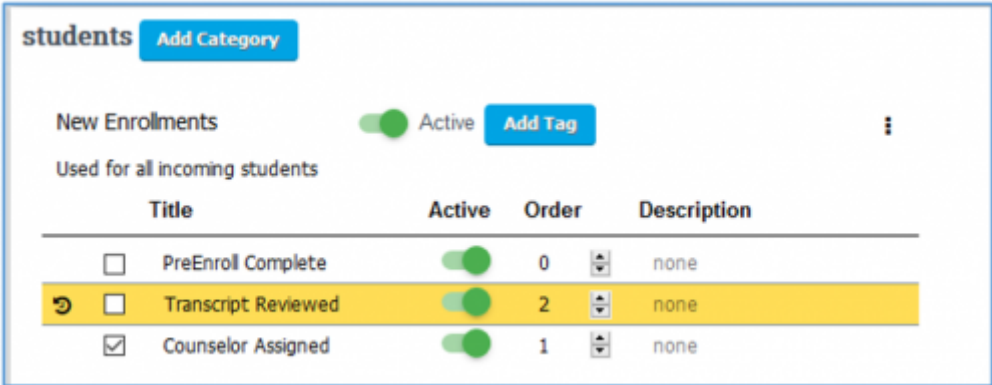 students Add Category
New Enrollments Active Add Tag
Used for all incoming students
Title Active Order Description
PreEnroll Complete 0 none
Transcript Reviewed 2 none
Counselor Assigned 1 none